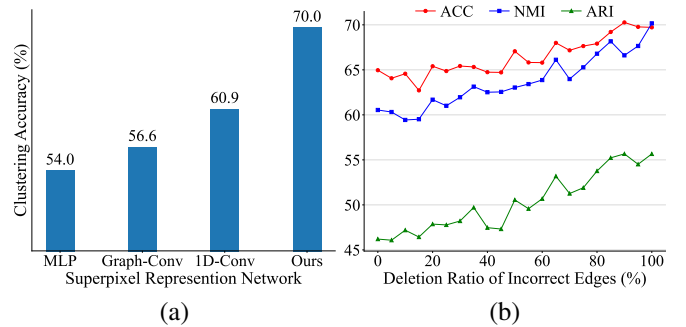 Clustering Accuracy (%)
70.0
60.9
56.6
54.0
MLP Graph-Conv 1D-Conv Ours
Superpixel Represention Network
(a)
ACC NMI ARI
70
65
60
55
50
45
0 20 40 60 80 100
Deletion Ratio of Incorrect Edges (%)
(b)